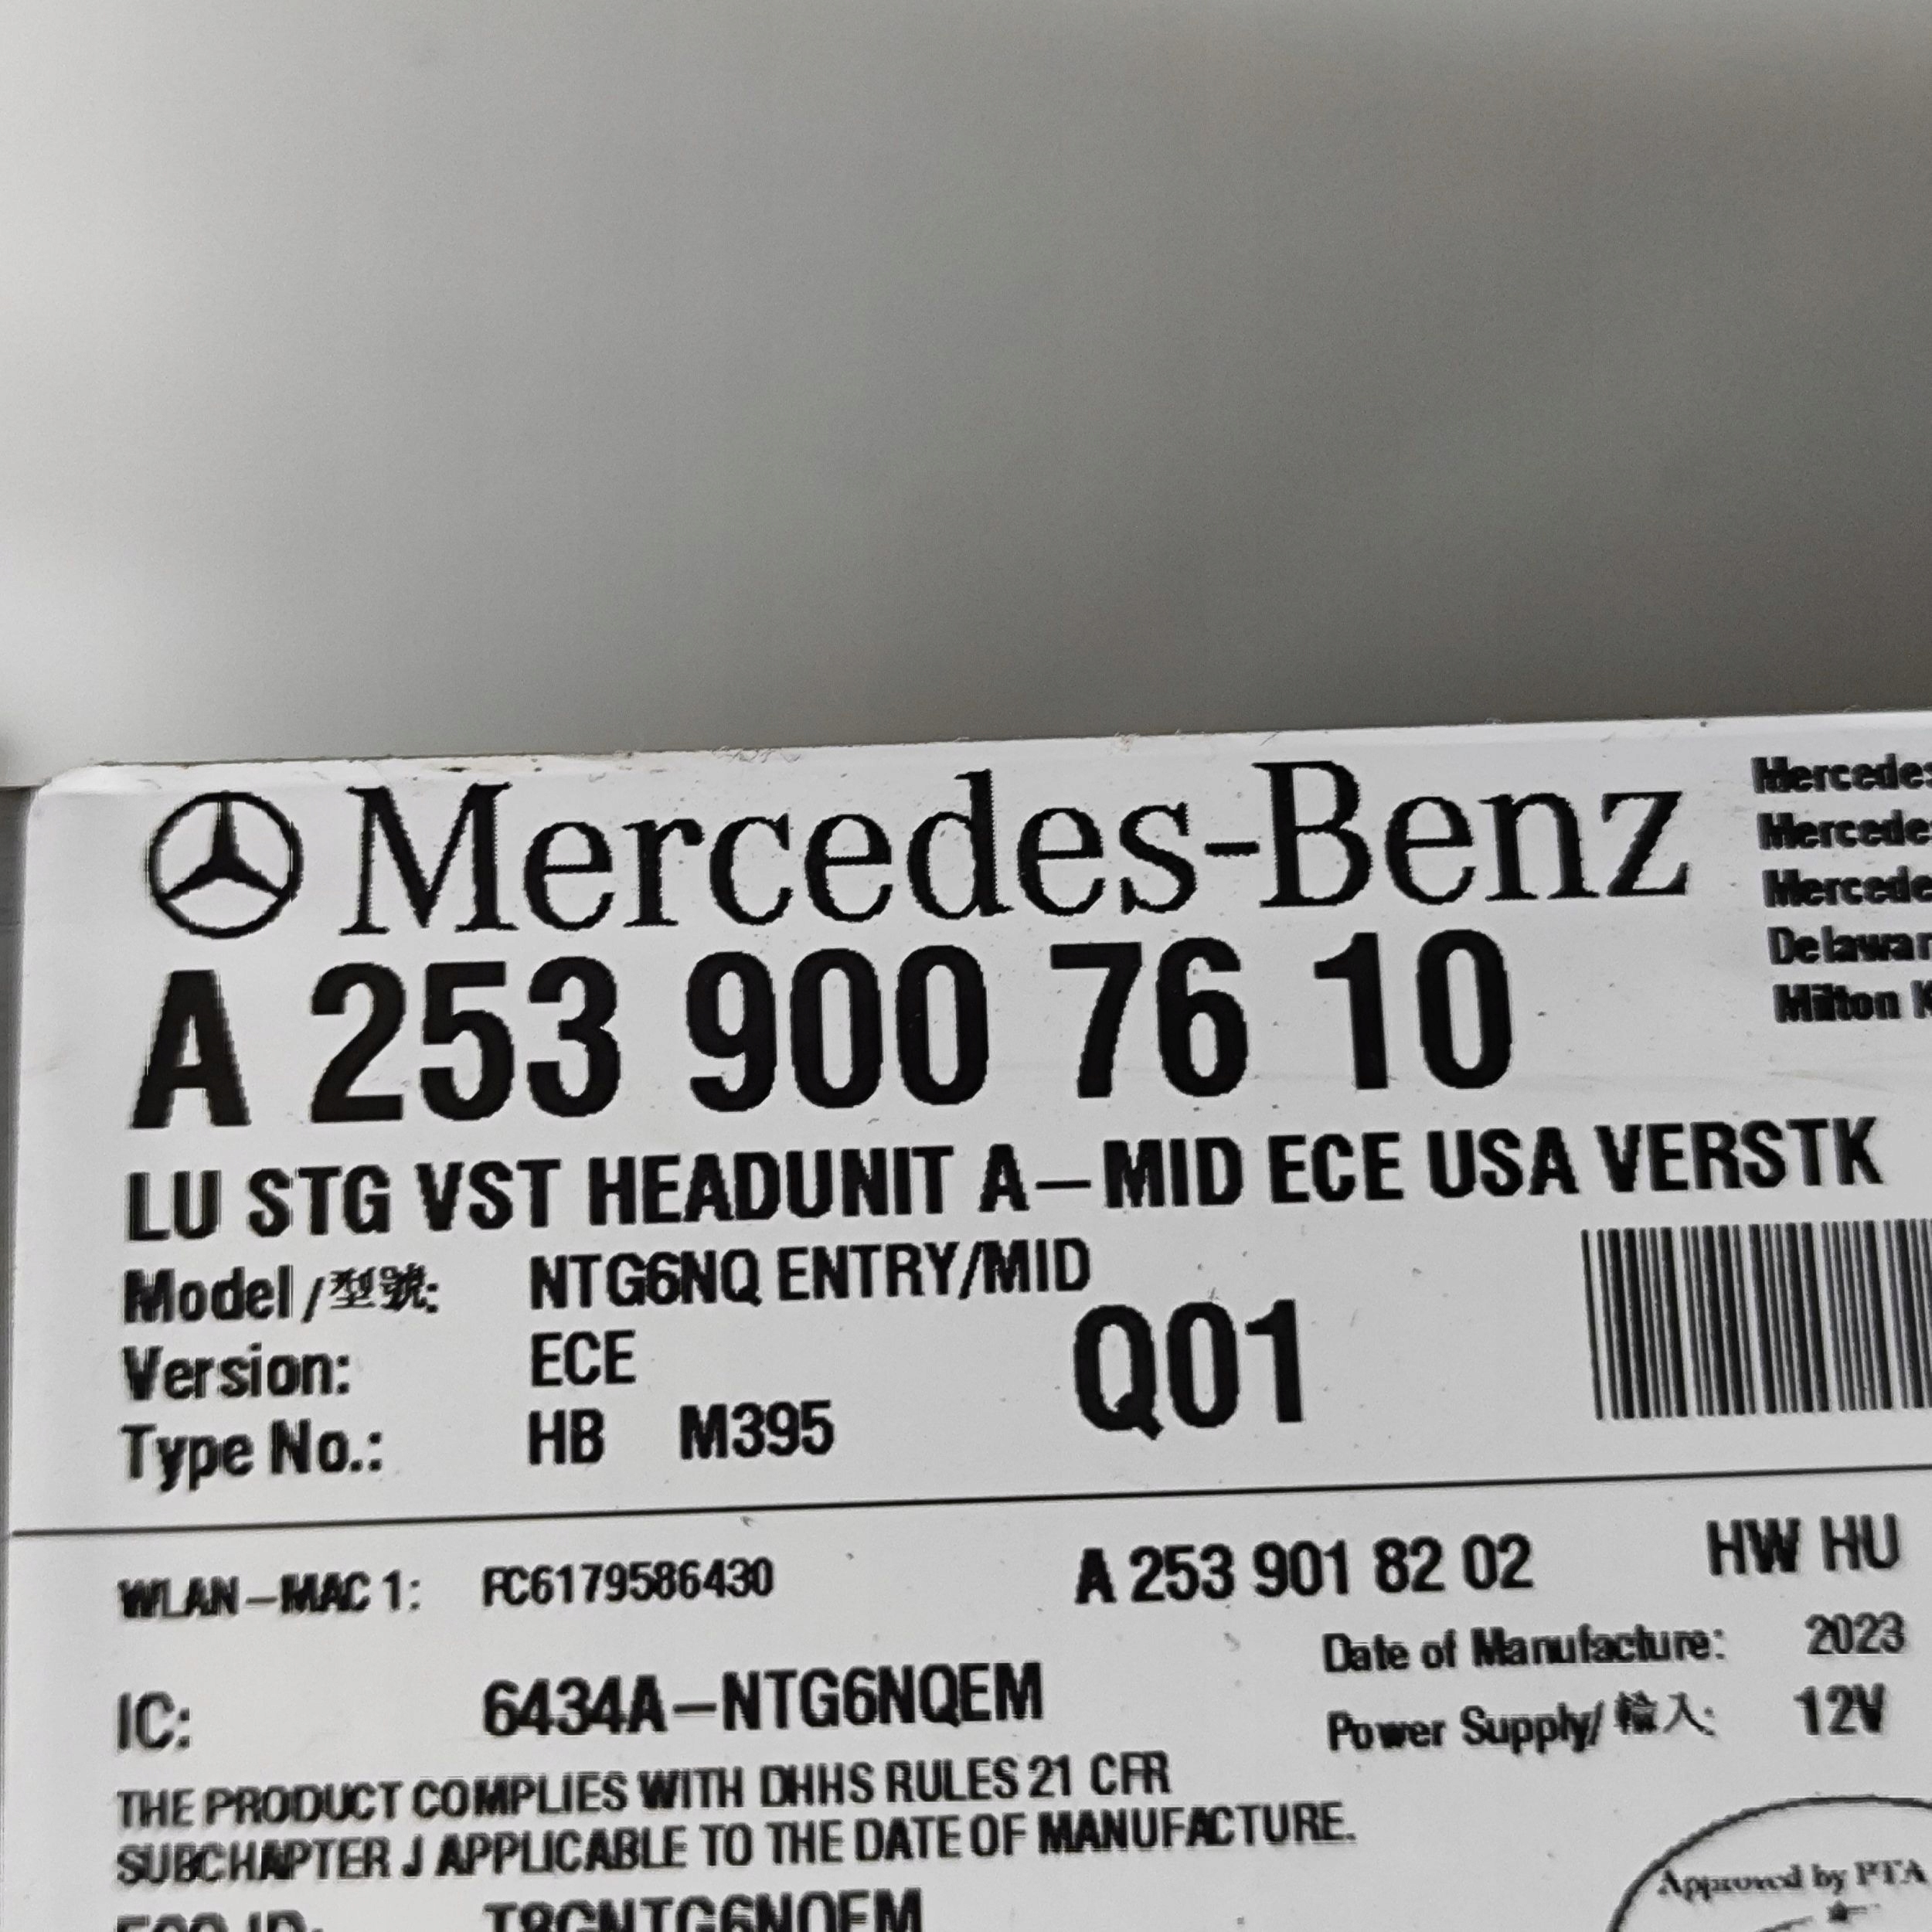 Mercedes-Benz
A 253 900 76 10
LU STG VST HEADUNIT A-MID ECE USA VERSTK
Model/型號: NTG6NQ ENTRY/MID
Version: ECE
Q01
Type No.: HB M395
WLAN-MAC 1: FC6179586430
A 253 901 82 02 HW HU
Date of Manufacture: 2023
IC: 6434A-NTG6NQEM
Power Supply/輸入: 12V
THE PRODUCT COMPLIES WITH DHHS RULES 21 CFR
SUBCHAPTER J APPLICABLE TO THE DATE OF MANUFACTURE.
Approved by PTA
Milton